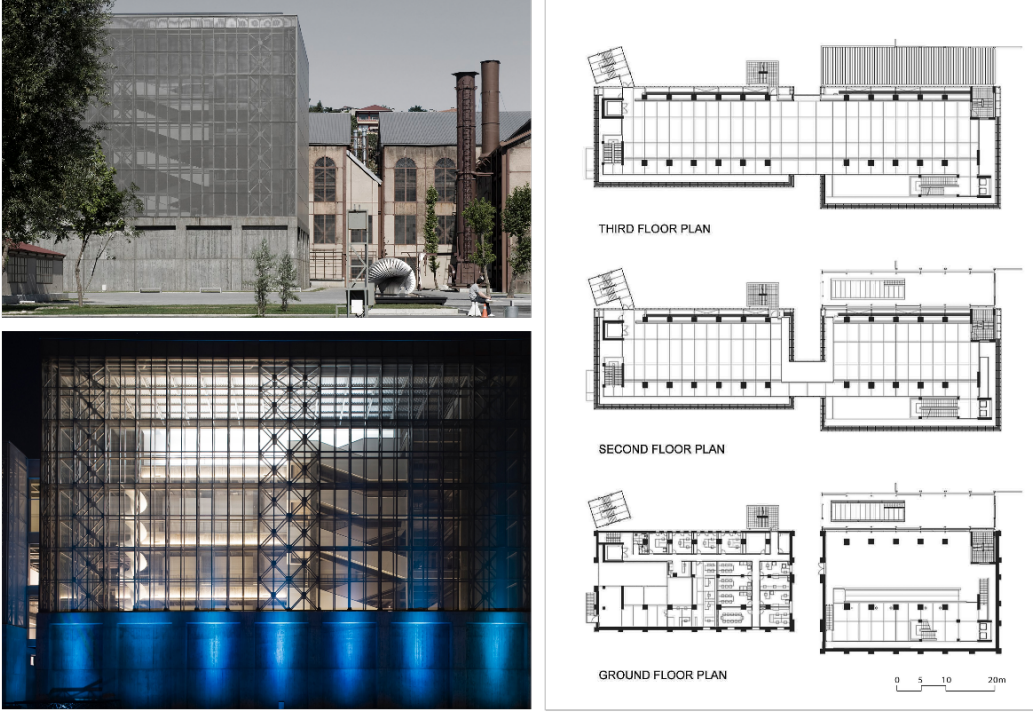 THIRD FLOOR PLAN
SECOND FLOOR PLAN
GROUND FLOOR PLAN
0 5 10 20m